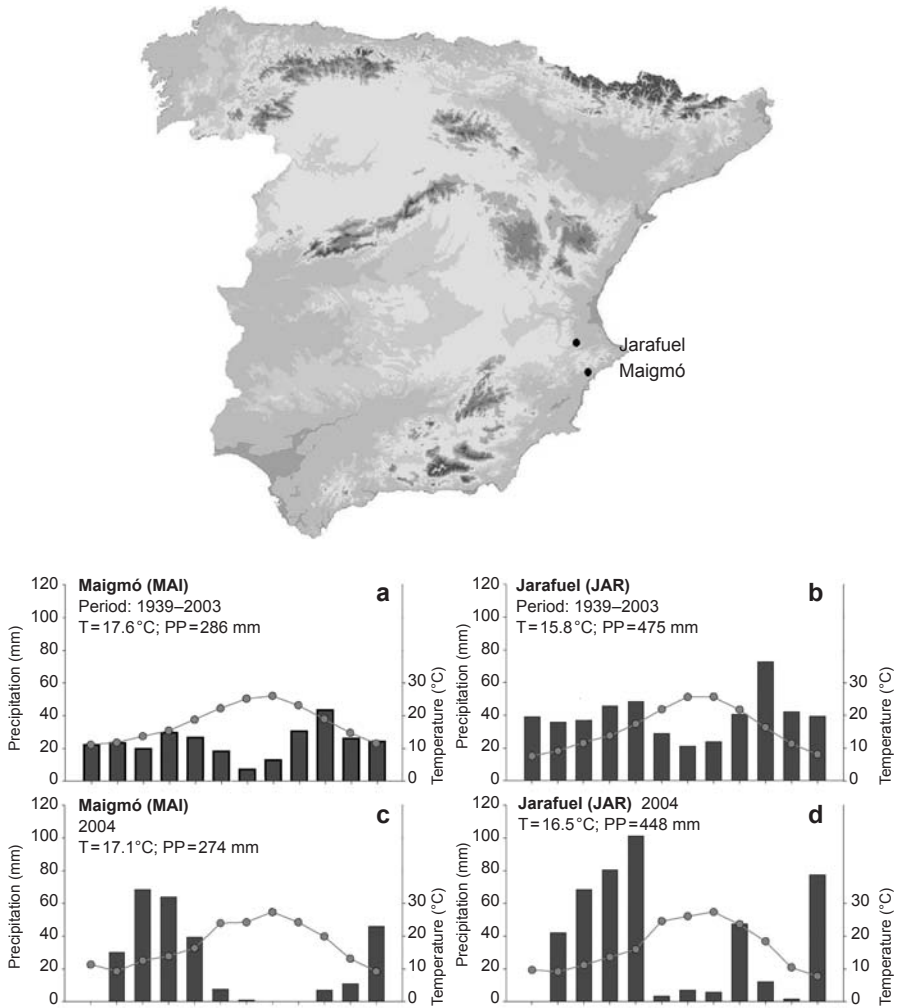 Jarafuel
Maigmó
Maigmó (MAI)
Period: 1939–2003
T=17.6°C; PP=286 mm
a
Precipitation (mm)
120
100
80
60
40
20
0
30
20
10
0
Temperature (°C)
Jarafuel (JAR)
Period: 1939–2003
T=15.8°C; PP=475 mm
b
Precipitation (mm)
120
100
80
60
40
20
0
30
20
10
0
Temperature (°C)
Maigmó (MAI)
2004
T=17.1°C; PP=274 mm
c
Precipitation (mm)
120
100
80
60
40
20
0
30
20
10
0
Temperature (°C)
Jarafuel (JAR) 2004
T=16.5°C; PP=448 mm
d
Precipitation (mm)
120
100
80
60
40
20
0
30
20
10
0
Temperature (°C)